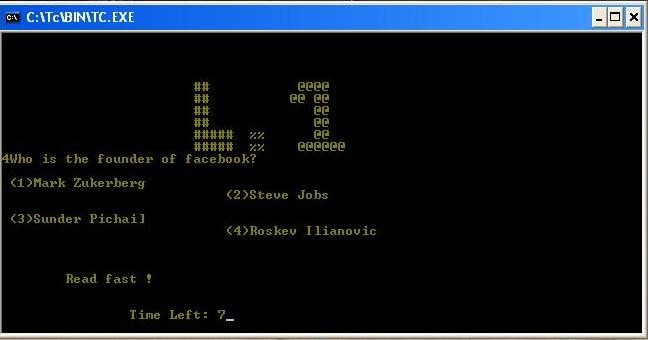 C:\Tc\BIN\TC.EXE
##           @@@@
##          @@ @@
##             @@
##             @@
#####  %%      @@
#####  %%    @@@@@@
4Who is the founder of facebook?
(1)Mark Zukerberg
(2)Steve Jobs
(3)Sunder Pichail
(4)Roskev Ilianovic
Read fast !
Time Left: 7_